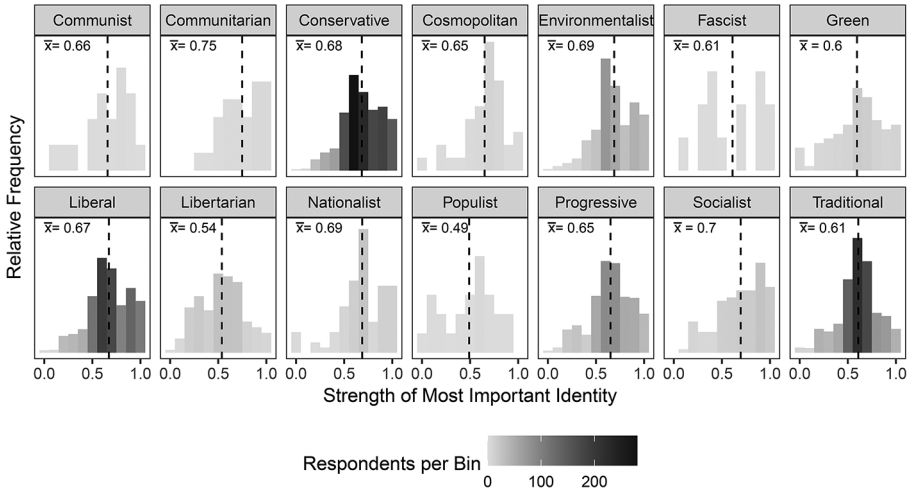 Communist Communitarian Conservative Cosmopolitan Environmentalist Fascist Green
x̅= 0.66 x̅= 0.75 x̅= 0.68 x̅= 0.65 x̅= 0.69 x̅= 0.61 x̅ = 0.6
Liberal Libertarian Nationalist Populist Progressive Socialist Traditional
x̅= 0.67 x̅= 0.54 x̅= 0.69 x̅= 0.49 x̅= 0.65 x̅ = 0.7 x̅= 0.61
Relative Frequency
0.0 0.5 1.0 0.0 0.5 1.0 0.0 0.5 1.0 0.0 0.5 1.0 0.0 0.5 1.0 0.0 0.5 1.0 0.0 0.5 1.0
Strength of Most Important Identity
Respondents per Bin
0 100 200